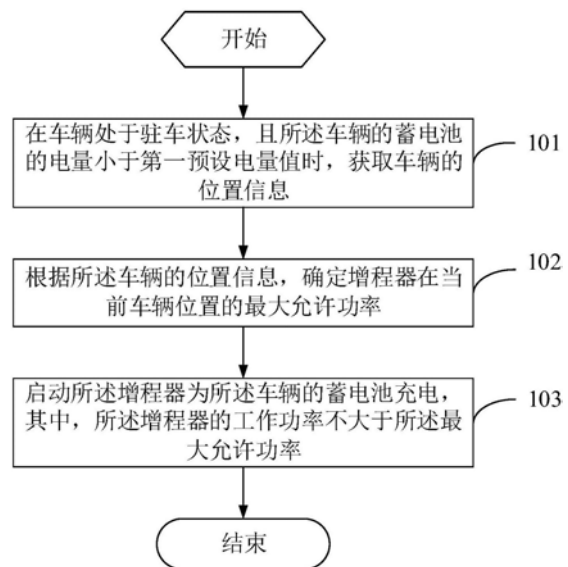 开始
在车辆处于驻车状态，且所述车辆的蓄电池
的电量小于第一预设电量值时，获取车辆的
位置信息
101
根据所述车辆的位置信息，确定增程器在当
前车辆位置的最大允许功率
102
启动所述增程器为所述车辆的蓄电池充电，
其中，所述增程器的工作功率不大于所述最
大允许功率
103
结束